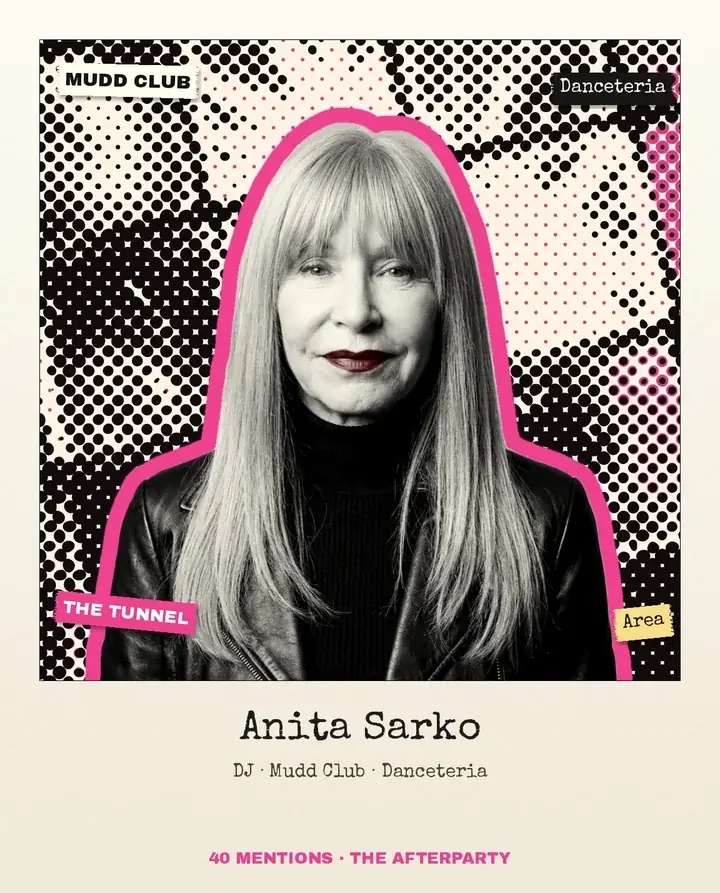 MUDD CLUB
Danceteria
THE TUNNEL
Area
Anita Sarko
DJ · Mudd Club · Danceteria
40 MENTIONS · THE AFTERPARTY